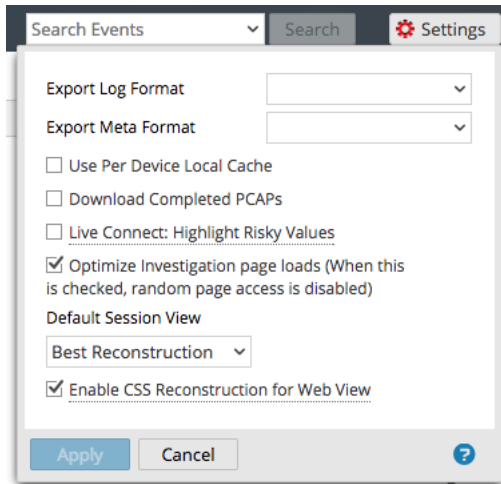 Search Events
Search
Settings
Export Log Format
Export Meta Format
Use Per Device Local Cache
Download Completed PCAPs
Live Connect: Highlight Risky Values
Optimize Investigation page loads (When this
is checked, random page access is disabled)
Default Session View
Best Reconstruction
Enable CSS Reconstruction for Web View
Apply
Cancel
?